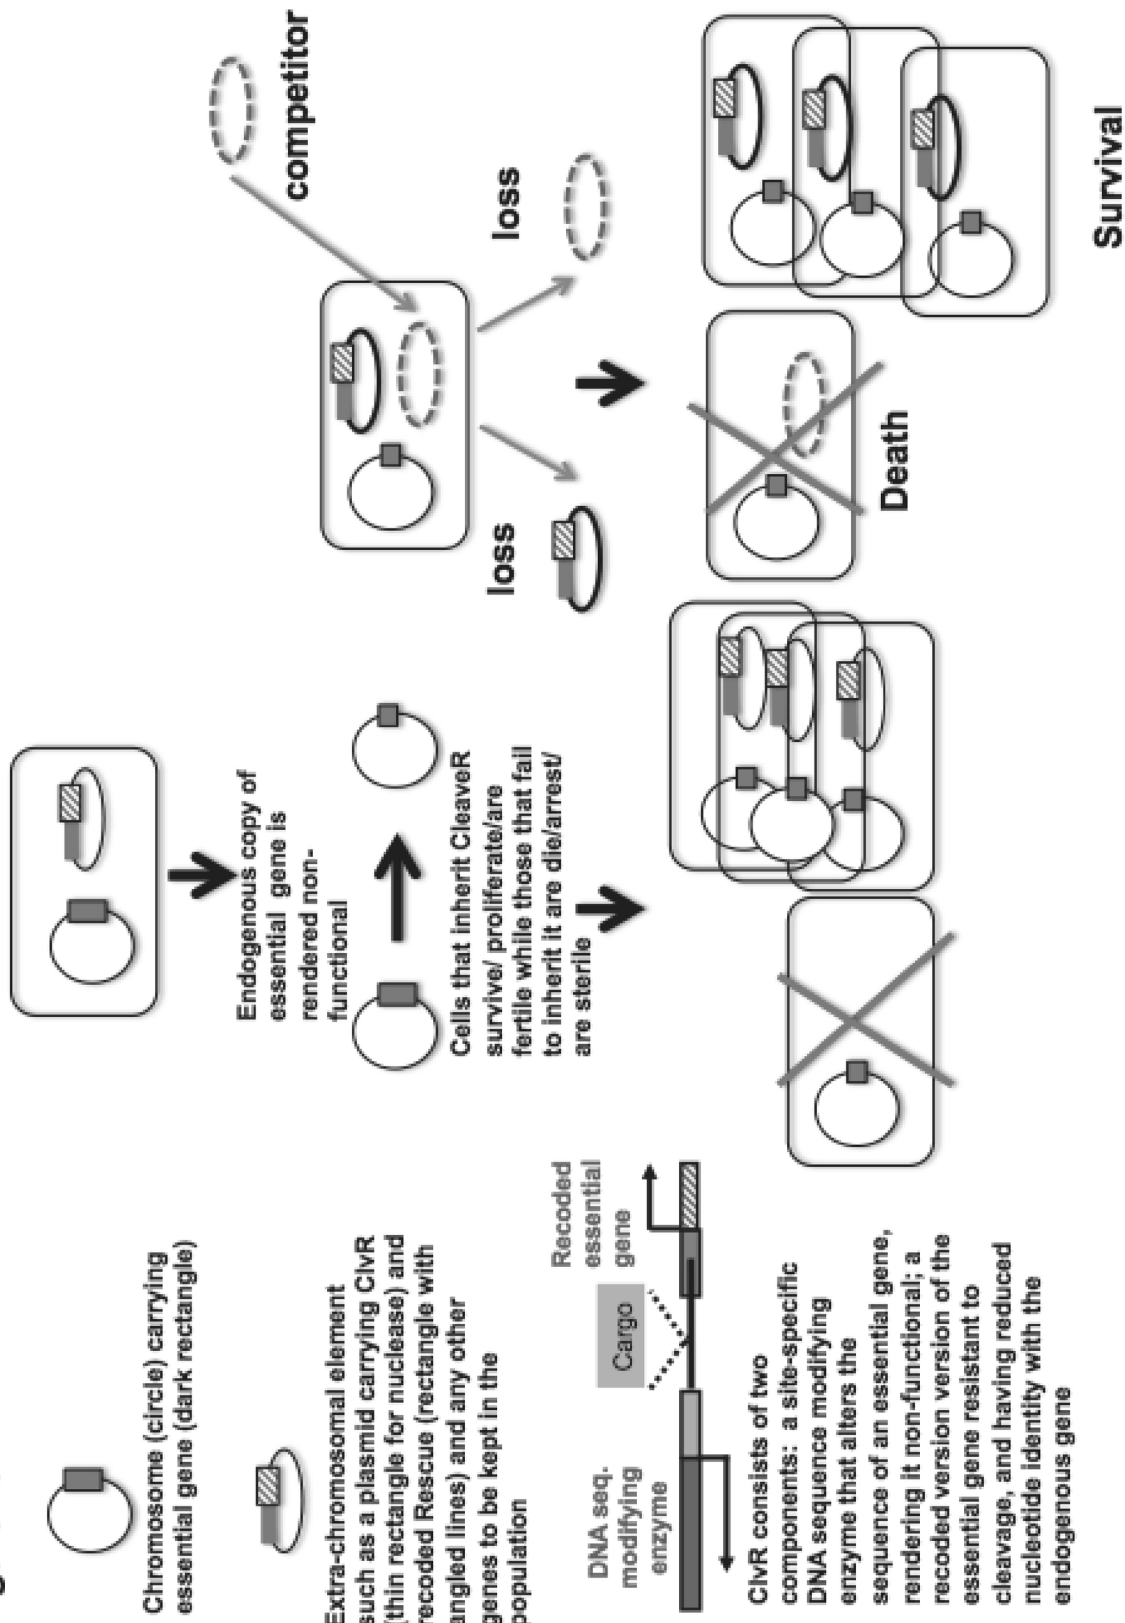 Chromosome (circle) carrying
essential gene (dark rectangle)
Extra-chromosomal element
such as a plasmid carrying ClvR
(thin rectangle for nuclease) and
recoded Rescue (rectangle with
angled lines) and any other
genes to be kept in the
population
DNA seq.
modifying
enzyme
Cargo
Recoded
essential
gene
ClvR consists of two
components: a site-specific
DNA sequence modifying
enzyme that alters the
sequence of an essential gene,
rendering it non-functional; a
recoded version version of the
essential gene resistant to
cleavage, and having reduced
nucleotide identity with the
endogenous gene
Endogenous copy of
essential gene is
rendered non-
functional
Cells that inherit CleaveR
survive/ proliferate/are
fertile while those that fail
to inherit it are die/arrest/
are sterile
competitor
loss
loss
Death
Survival